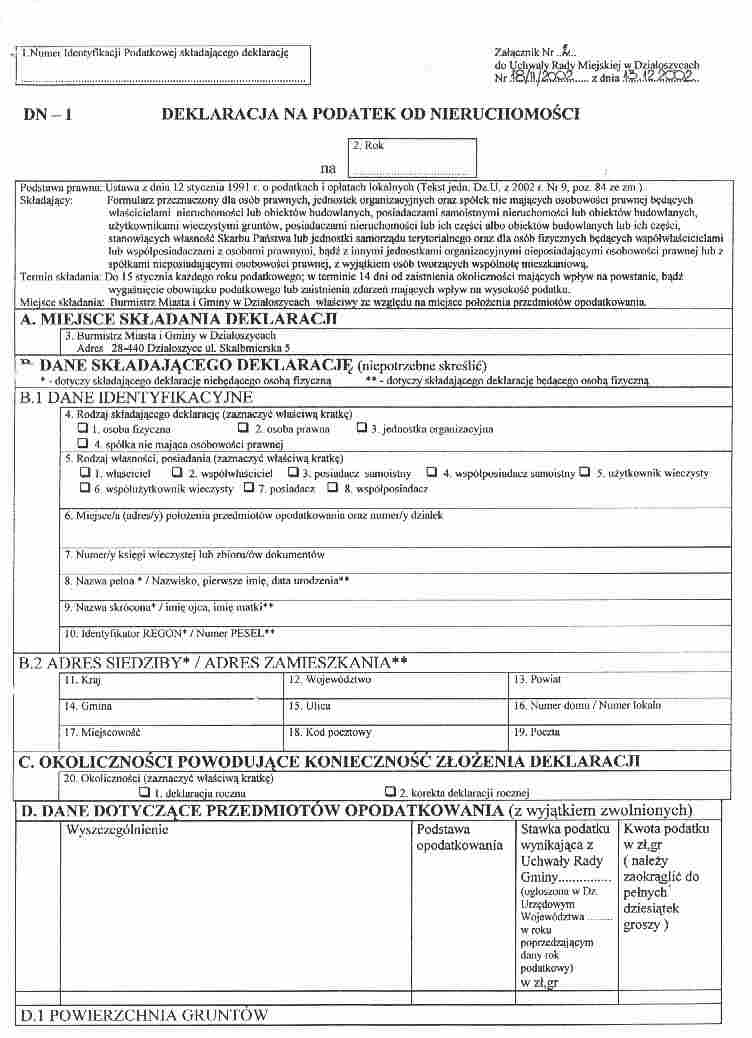 1.Numer Identyfikacji Podatkowej składającego deklarację
Załącznik Nr ..2..
do Uchwały Rady Miejskiej w Działoszycach
Nr 18/II/2002...... z dnia 13.12.2002...
DN – 1 DEKLARACJA NA PODATEK OD NIERUCHOMOŚCI
2. Rok
na
Podstawa prawna: Ustawa z dnia 12 stycznia 1991 r. o podatkach i opłatach lokalnych (Tekst jedn. Dz.U. z 2002 r. Nr 9, poz. 84 ze zm.)
Składający: Formularz przeznaczony dla osób prawnych, jednostek organizacyjnych oraz spółek nie mających osobowości prawnej będących
właścicielami nieruchomości lub obiektów budowlanych, posiadaczami samoistnymi nieruchomości lub obiektów budowlanych,
użytkownikami wieczystymi gruntów, posiadaczami nieruchomości lub ich części albo obiektów budowlanych lub ich części,
stanowiących własność Skarbu Państwa lub jednostki samorządu terytorialnego oraz dla osób fizycznych będących współwłaścicielami
lub współposiadaczami z osobami prawnymi, bądź z innymi jednostkami organizacyjnymi nieposiadającymi osobowości prawnej lub z
spółkami nieposiadającymi osobowości prawnej, z wyjątkiem osób tworzących wspólnotę mieszkaniową.
Termin składania: Do 15 stycznia każdego roku podatkowego; w terminie 14 dni od zaistnienia okoliczności mających wpływ na powstanie, bądź
wygaśnięcie obowiązku podatkowego lub zaistnienia zdarzeń mających wpływ na wysokość podatku.
Miejsce składania: Burmistrz Miasta i Gminy w Działoszycach właściwy ze względu na miejsce położenia przedmiotów opodatkowania.
A. MIEJSCE SKŁADANIA DEKLARACJI
3. Burmistrz Miasta i Gminy w Działoszycach
Adres 28-440 Działoszyce ul. Skalbmierska 5
B. DANE SKŁADAJĄCEGO DEKLARACJĘ (niepotrzebne skreślić)
* - dotyczy składającego deklarację niebędącego osobą fizyczną ** - dotyczy składającego deklarację będącego osobą fizyczną
B.1 DANE IDENTYFIKACYJNE
4. Rodzaj składającego deklarację (zaznaczyć właściwą kratkę)
❑ 1. osoba fizyczna ❑ 2. osoba prawna ❑ 3. jednostka organizacyjna
❑ 4. spółka nie mająca osobowości prawnej
5. Rodzaj własności, posiadania (zaznaczyć właściwą kratkę)
❑ 1. właściciel ❑ 2. współwłaściciel ❑ 3. posiadacz samoistny ❑ 4. współposiadacz samoistny ❑ 5. użytkownik wieczysty
❑ 6. współużytkownik wieczysty ❑ 7. posiadacz ❑ 8. współposiadacz
6. Miejsce/a (adres/y) położenia przedmiotów opodatkowania oraz numer/y działek
7. Numer/y księgi wieczystej lub zbioru/ów dokumentów
8. Nazwa pełna * / Nazwisko, pierwsze imię, data urodzenia**
9. Nazwa skrócona* / imię ojca, imię matki**
10. Identyfikator REGON* / Numer PESEL**
B.2 ADRES SIEDZIBY* / ADRES ZAMIESZKANIA**
11. Kraj 12. Województwo 13. Powiat
14. Gmina 15. Ulica 16. Numer domu / Numer lokalu
17. Miejscowość 18. Kod pocztowy 19. Poczta
C. OKOLICZNOŚCI POWODUJĄCE KONIECZNOŚĆ ZŁOŻENIA DEKLARACJI
20. Okoliczności (zaznaczyć właściwą kratkę)
❑ 1. deklaracja roczna ❑ 2. korekta deklaracji rocznej
D. DANE DOTYCZĄCE PRZEDMIOTÓW OPODATKOWANIA (z wyjątkiem zwolnionych)
Wyszczególnienie
Podstawa
opodatkowania
Stawka podatku
wynikająca z
Uchwały Rady
Gminy...............
(ogłoszona w Dz.
Urzędowym
Województwa .........
w roku
poprzedzającym
dany rok
podatkowy)
w zł,gr
Kwota podatku
w zł,gr
( należy
zaokrąglić do
pełnych
dziesiątek
groszy )
D.1 POWIERZCHNIA GRUNTÓW